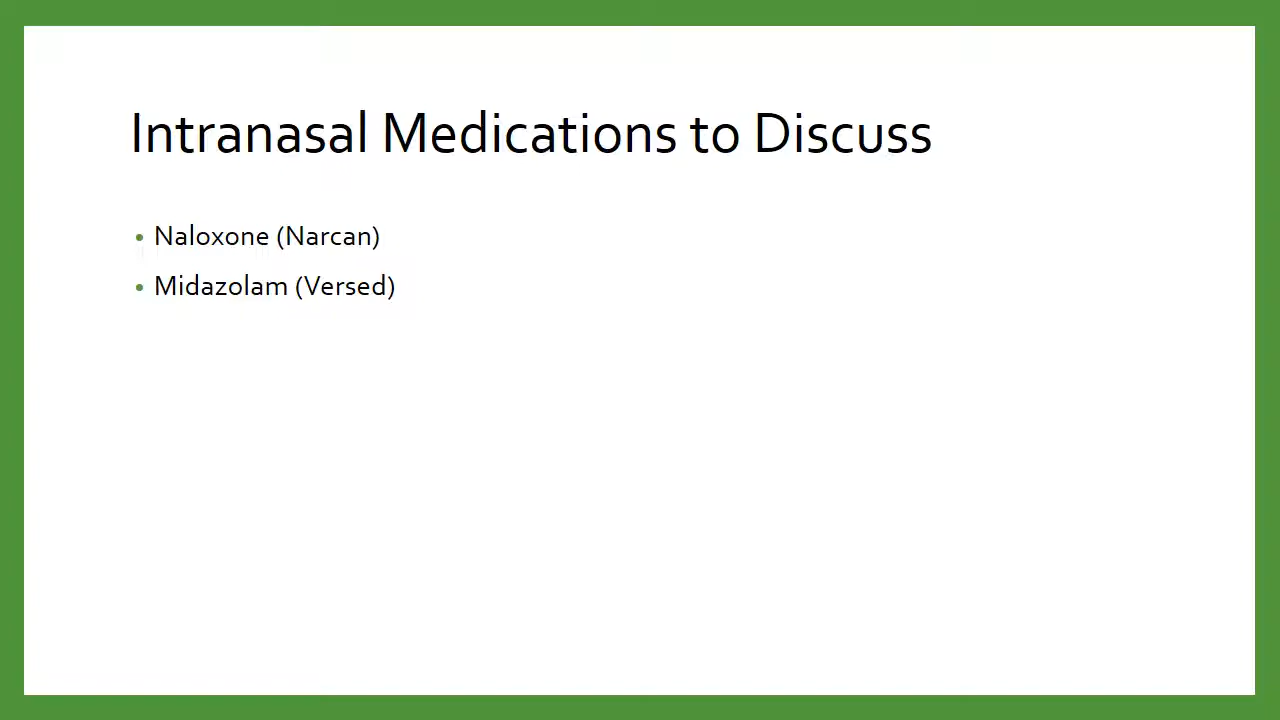 Intranasal Medications to Discuss
• Naloxone (Narcan)
• Midazolam (Versed)